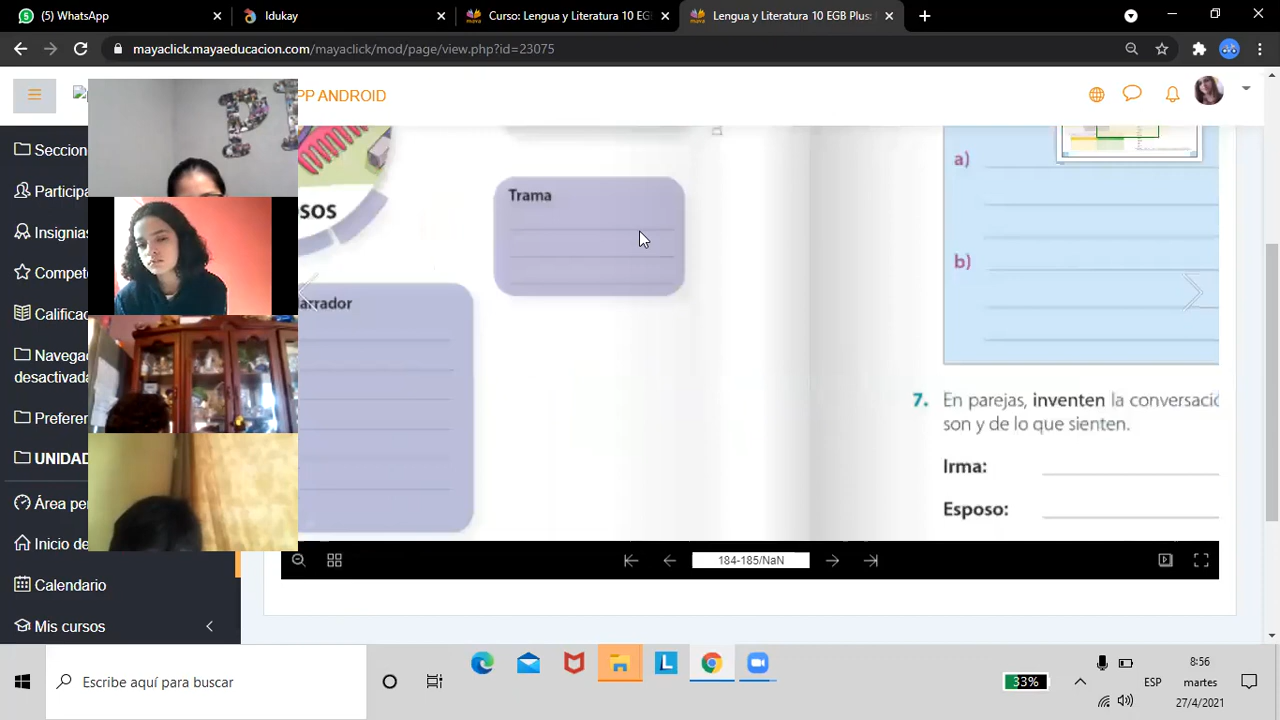 (5) WhatsApp
Idukay
Curso: Lengua y Literatura 10 EG
Lengua y Literatura 10 EGB Plus:
mayaclick.mayaeducacion.com/mayaclick/mod/page/view.php?id=23075
PP ANDROID
Seccion
Participa
Insignias
Compet
Califica
Navega
desactivada
Prefere
UNIDAD
Área pe
Inicio de
Calendario
Mis cursos
SOS
Trama
arrador
a)
b)
7. En parejas, inventen la conversació
son y de lo que sienten.
Irma:
Esposo:
184-185/NaN
Escribe aquí para buscar
33%
ESP
8:56
martes
27/4/2021